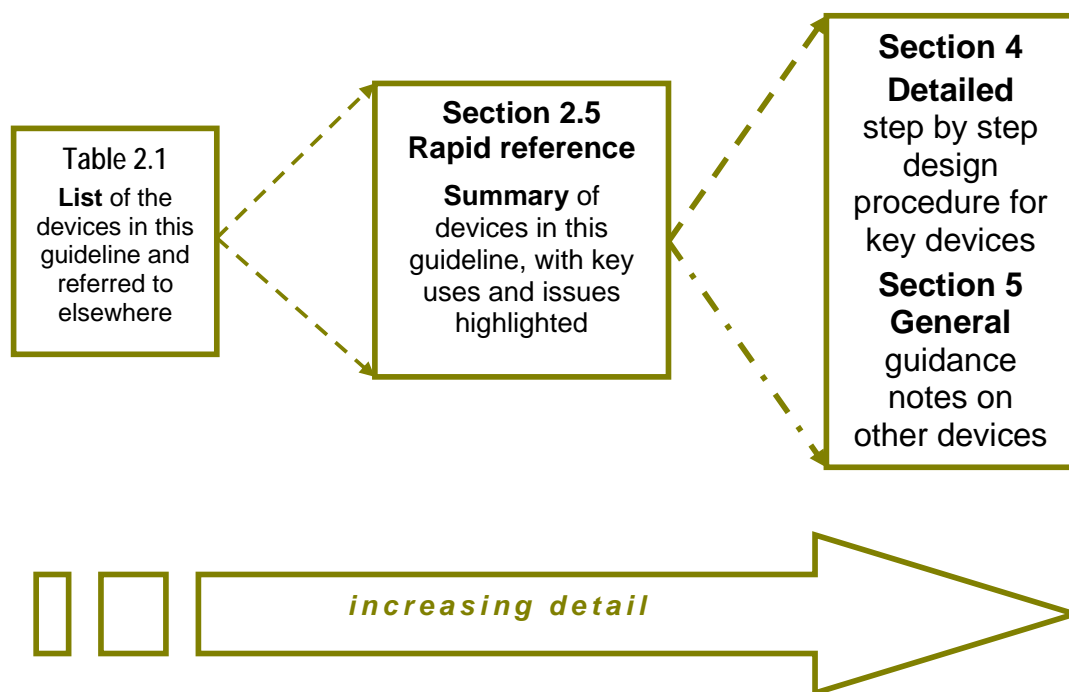 Table 2.1
List of the
devices in this
guideline and
referred to
elsewhere
Section 2.5
Rapid reference
Summary of
devices in this
guideline, with key
uses and issues
highlighted
Section 4
Detailed
step by step
design
procedure for
key devices
Section 5
General
guidance
notes on
other devices
increasing detail